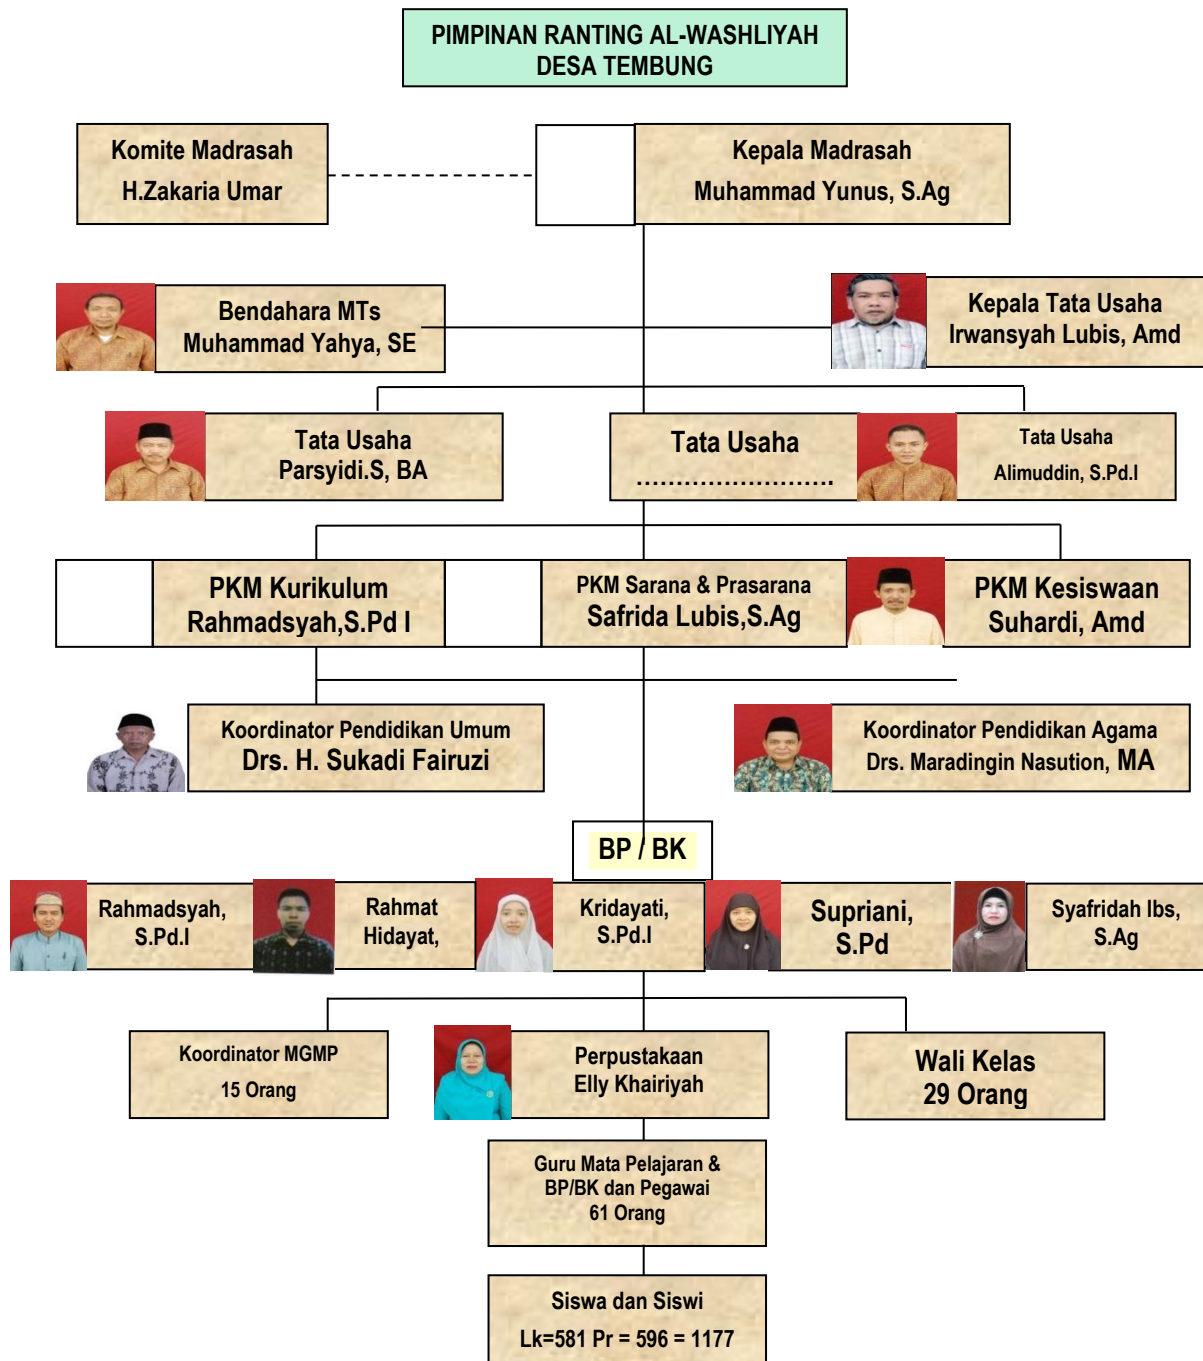 PIMPINAN RANTING AL-WASHLIYAH
DESA TEMBUNG
Komite Madrasah
H.Zakaria Umar
Kepala Madrasah
Muhammad Yunus, S.Ag
Bendahara MTs
Muhammad Yahya, SE
Kepala Tata Usaha
Irwansyah Lubis, Amd
Tata Usaha
Parsyidi.S, BA
Tata Usaha
............................
Tata Usaha
Alimuddin, S.Pd.I
PKM Kurikulum
Rahmadsyah,S.Pd I
PKM Sarana & Prasarana
Safrida Lubis,S.Ag
PKM Kesiswaan
Suhardi, Amd
Koordinator Pendidikan Umum
Drs. H. Sukadi Fairuzi
Koordinator Pendidikan Agama
Drs. Maradingin Nasution, MA
BP / BK
Rahmadsyah,
S.Pd.I
Rahmat
Hidayat,
Kridayati,
S.Pd.I
Supriani,
S.Pd
Syafridah lbs,
S.Ag
Koordinator MGMP
15 Orang
Perpustakaan
Elly Khairiyah
Wali Kelas
29 Orang
Guru Mata Pelajaran &
BP/BK dan Pegawai
61 Orang
Siswa dan Siswi
Lk=581 Pr = 596 = 1177